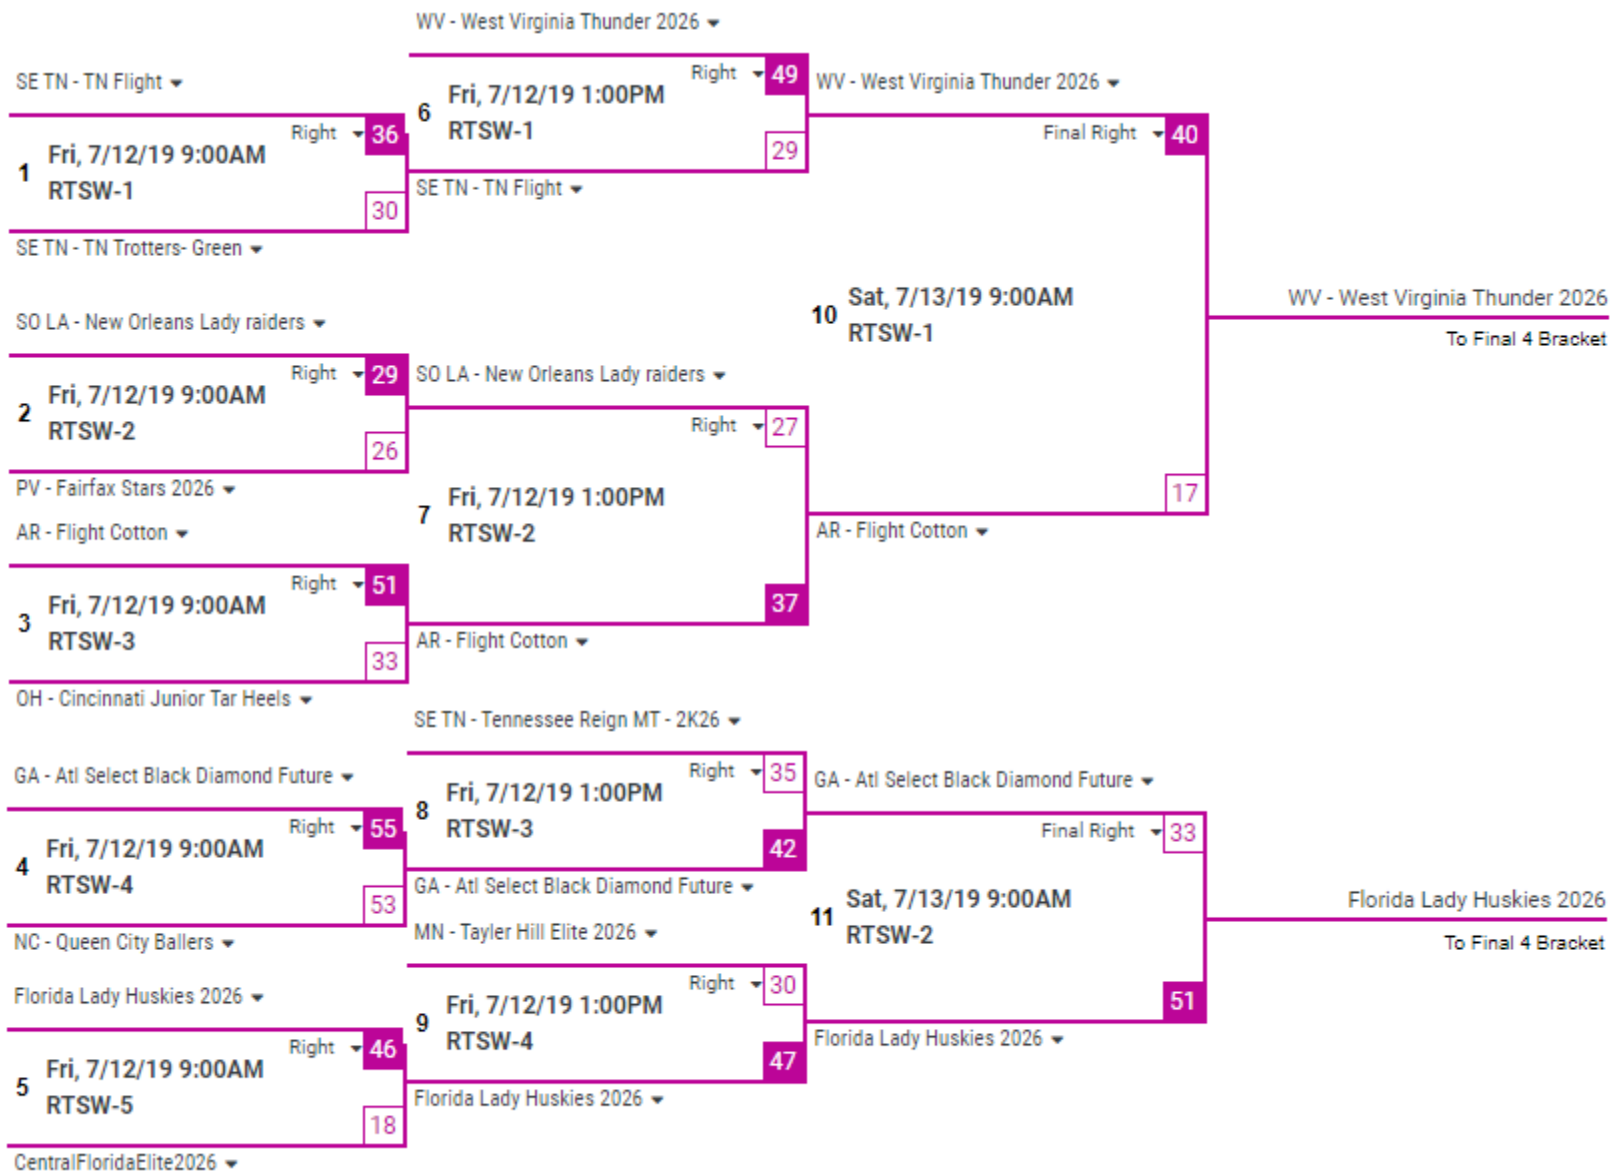 WV - West Virginia Thunder 2026
SE TN - TN Flight
Right 49
WV - West Virginia Thunder 2026
6 Fri, 7/12/19 1:00PM
RTSW-1
29
SE TN - TN Flight
Right 36
1 Fri, 7/12/19 9:00AM
RTSW-1
30
SE TN - TN Trotters- Green
Final Right 40
10 Sat, 7/13/19 9:00AM
RTSW-1
17
WV - West Virginia Thunder 2026
To Final 4 Bracket
SO LA - New Orleans Lady raiders
Right 29
2 Fri, 7/12/19 9:00AM
RTSW-2
26
PV - Fairfax Stars 2026
SO LA - New Orleans Lady raiders
Right 27
7 Fri, 7/12/19 1:00PM
RTSW-2
37
AR - Flight Cotton
AR - Flight Cotton
AR - Flight Cotton
Right 51
3 Fri, 7/12/19 9:00AM
RTSW-3
33
OH - Cincinnati Junior Tar Heels
SE TN - Tennessee Reign MT - 2K26
Right 35
8 Fri, 7/12/19 1:00PM
RTSW-3
42
GA - Atl Select Black Diamond Future
GA - Atl Select Black Diamond Future
Right 55
4 Fri, 7/12/19 9:00AM
RTSW-4
53
NC - Queen City Ballers
GA - Atl Select Black Diamond Future
Final Right 33
11 Sat, 7/13/19 9:00AM
RTSW-2
51
Florida Lady Huskies 2026
Florida Lady Huskies 2026
To Final 4 Bracket
MN - Tayler Hill Elite 2026
Right 30
9 Fri, 7/12/19 1:00PM
RTSW-4
47
Florida Lady Huskies 2026
Florida Lady Huskies 2026
Right 46
5 Fri, 7/12/19 9:00AM
RTSW-5
18
CentralFloridaElite2026